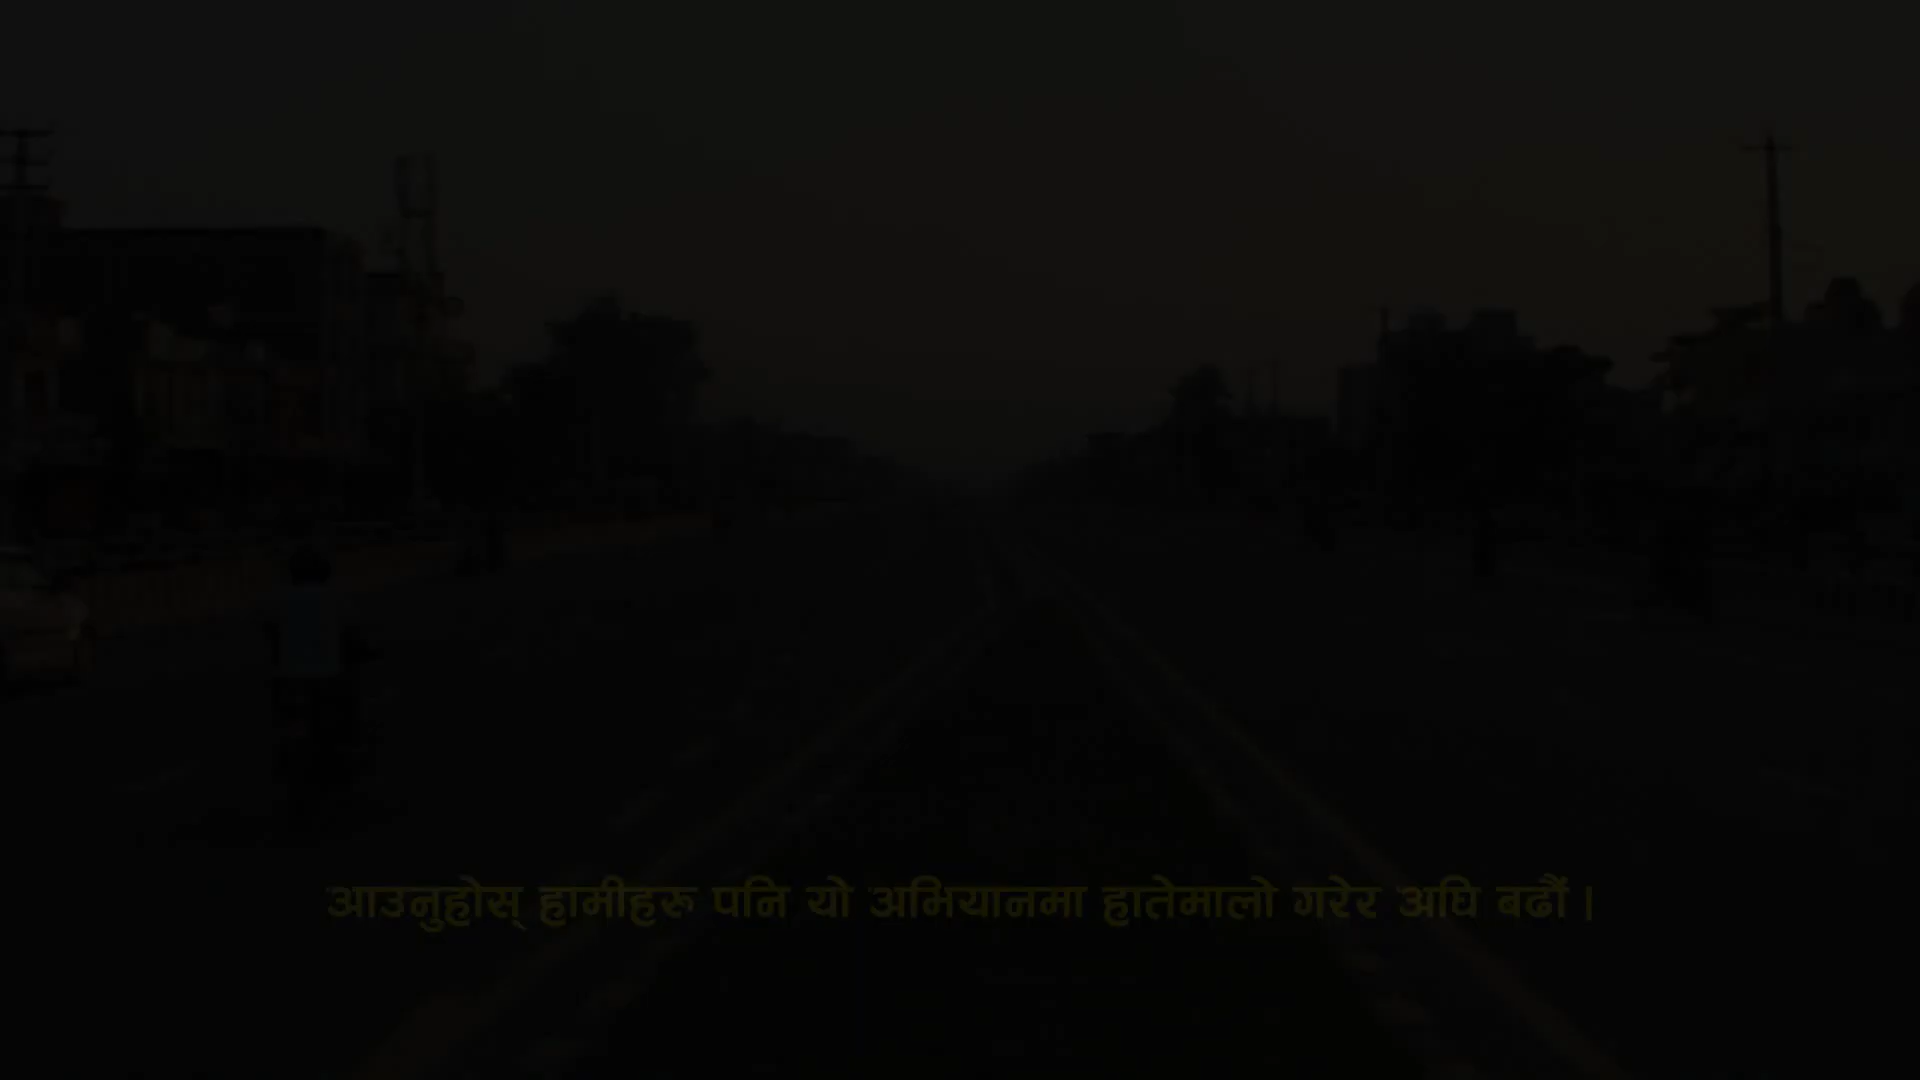 आउनुहोस् हामीहरू पनि यो अभियानमा हातेमालो गरेर अघि बढौं ।